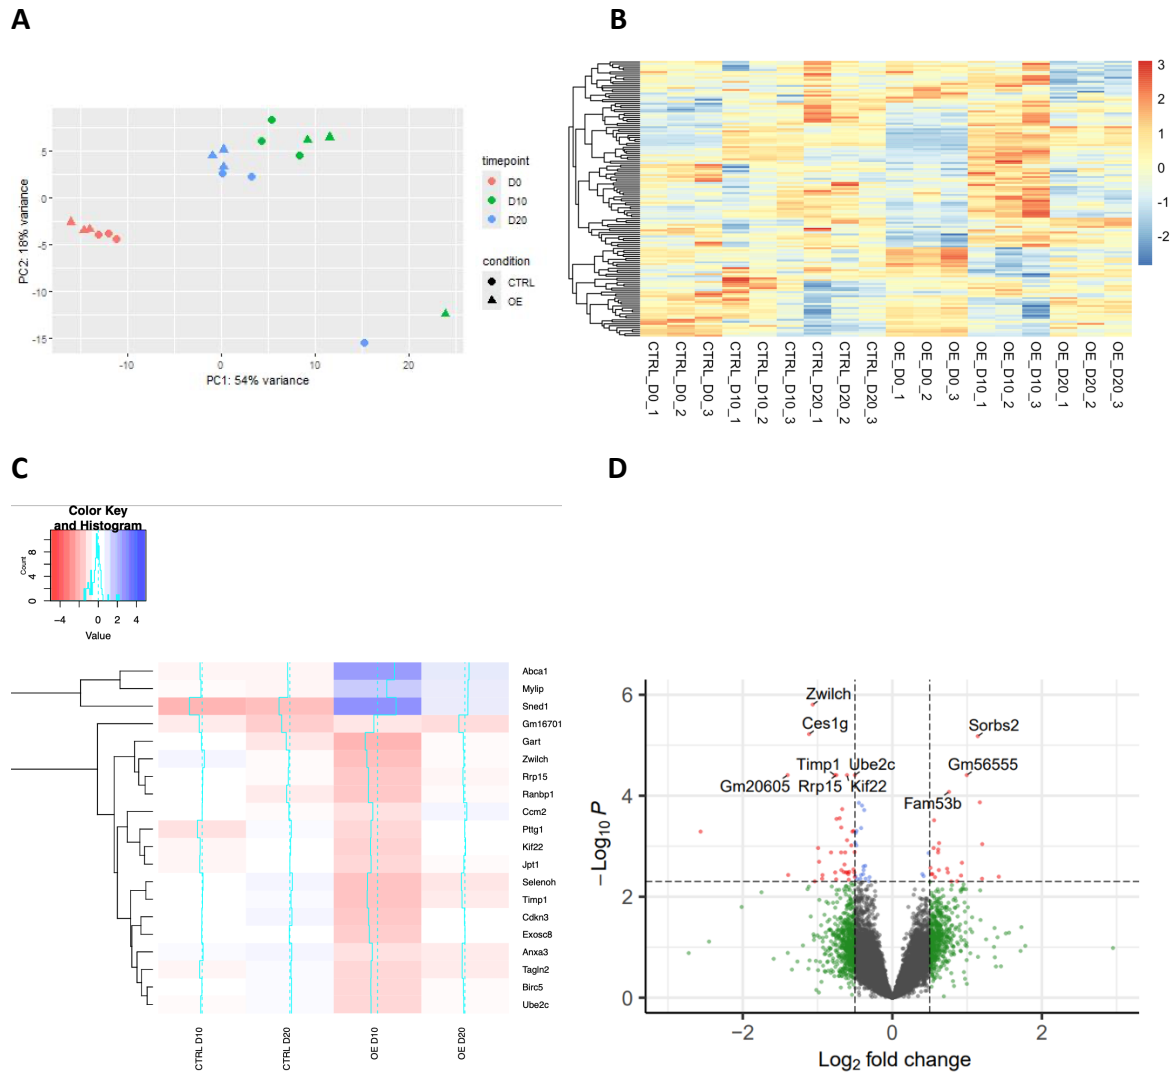 A
B
5
0
-5
-10
-15
PC2: 18% variance
-10
0
10
20
PC1: 54% variance
timepoint
D0
D10
D20
condition
CTRL
OE
3
2
1
0
-1
-2
CTRL_D0_1
CTRL_D0_2
CTRL_D0_3
CTRL_D10_1
CTRL_D10_2
CTRL_D10_3
CTRL_D20_1
CTRL_D20_2
CTRL_D20_3
OE_D0_1
OE_D0_2
OE_D0_3
OE_D10_1
OE_D10_2
OE_D10_3
OE_D20_1
OE_D20_2
OE_D20_3
C
D
Color Key
and Histogram
Count
0 4 8
−4 0 2 4
Value
Abca1
Mylip
Sned1
Gm16701
Gart
Zwilch
Rrp15
Ranbp1
Ccm2
Pttg1
Kif22
Jpt1
Selenoh
Timp1
Cdkn3
Exosc8
Anxa3
Tagln2
Birc5
Ube2c
CTRL D10
CTRL D20
OE D10
OE D20
6
4
2
0
− Log10 P
Zwilch
Ces1g
Sorbs2
Timp1 Ube2c
Gm56555
Gm20605 Rrp15 Kif22
Fam53b
−2
0
2
Log2 fold change